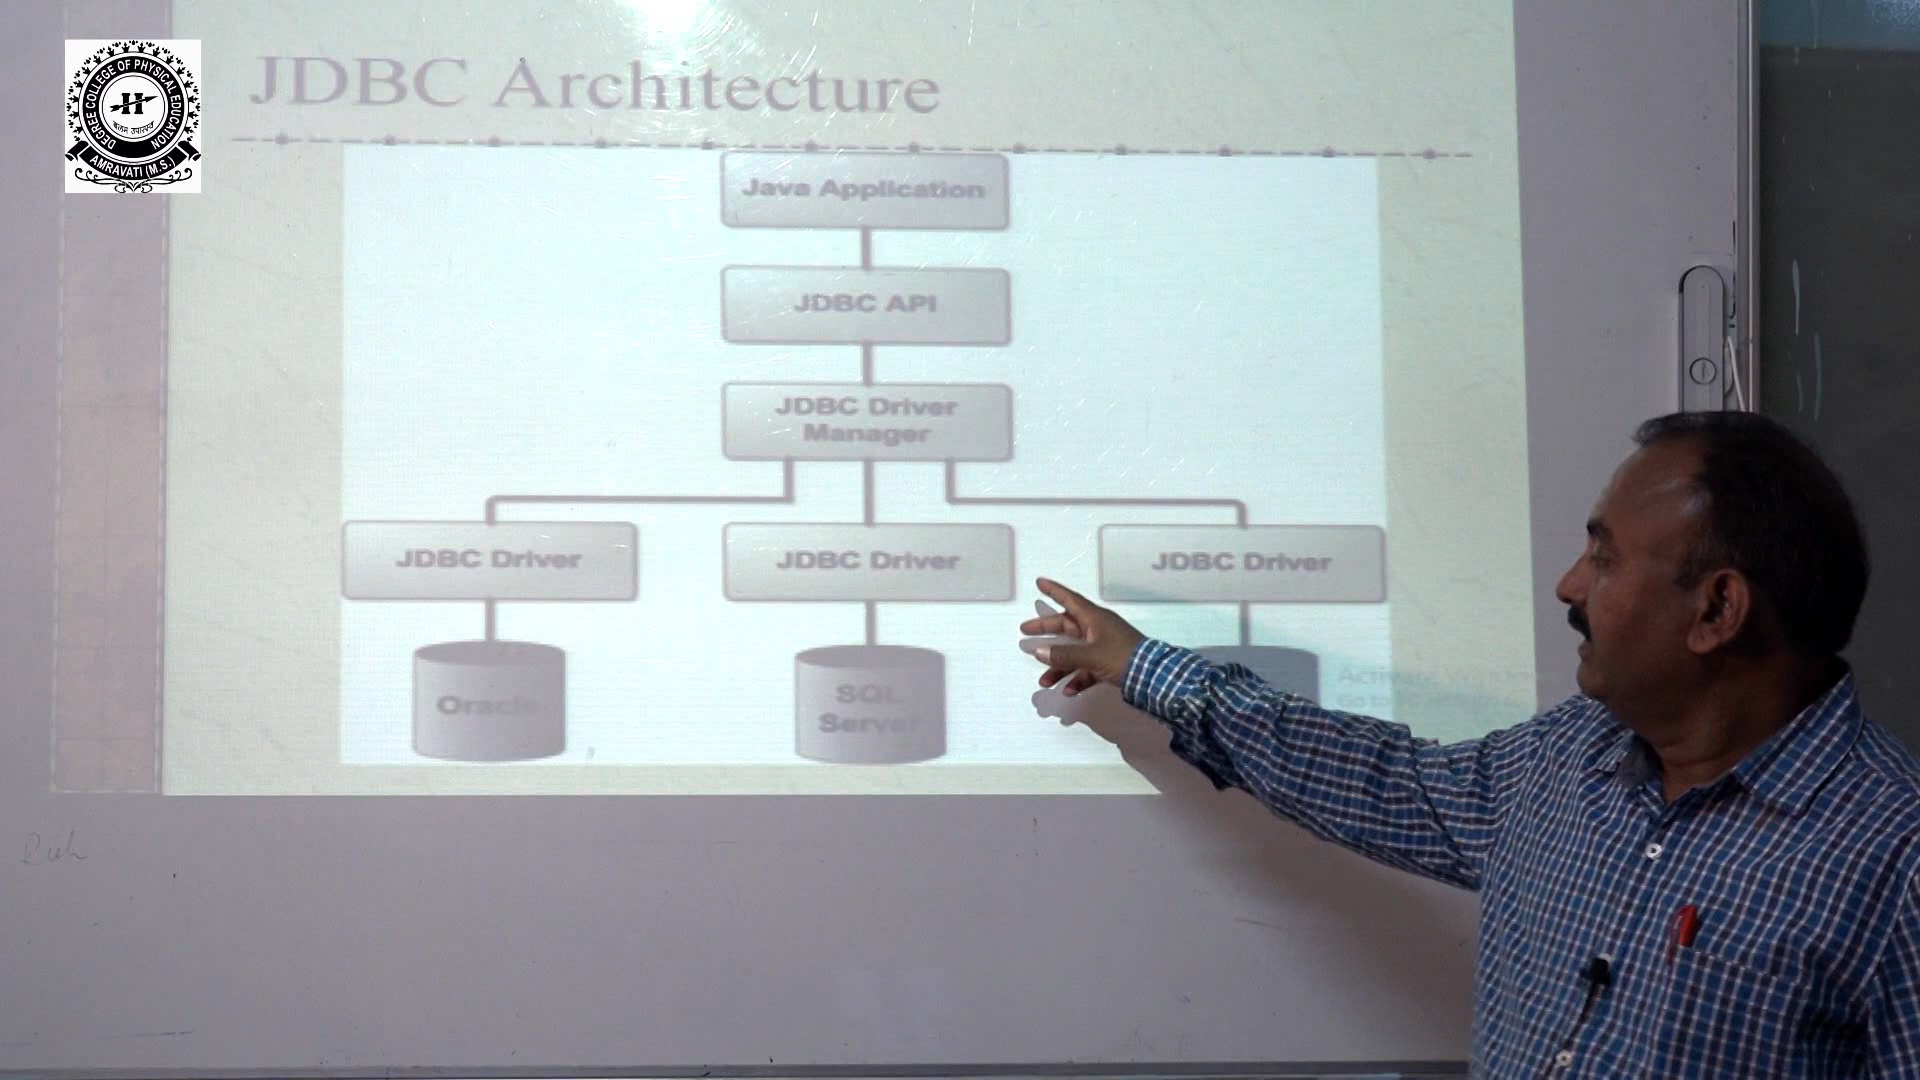 DEGREE COLLEGE OF PHYSICAL EDUCATION
AMRAVATI (M.S.)
JDBC Architecture
Java Application
JDBC API
JDBC Driver
Manager
JDBC Driver
JDBC Driver
JDBC Driver
Oracle
SQL
Server